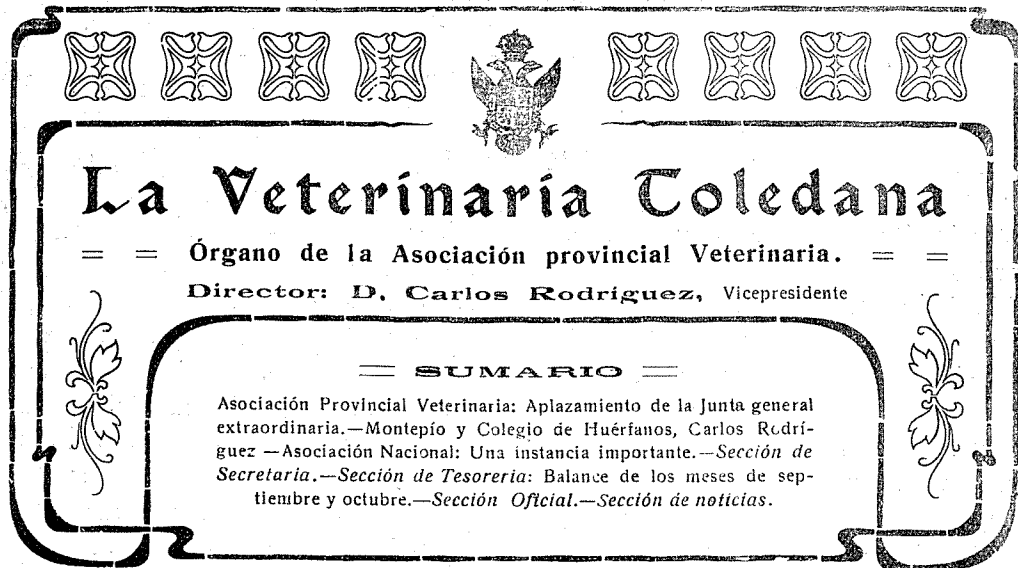 La Veterinaria Toledana
Órgano de la Asociación provincial Veterinaria.
Director: D. Carlos Rodríguez, Vicepresidente
SUMARIO
Asociación Provincial Veterinaria: Aplazamiento de la Junta general
extraordinaria.—Montepío y Colegio de Huérfanos, Carlos Rodrí-
guez —Asociación Nacional: Una instancia importante.—Sección de
Secretaria.—Sección de Tesoreria: Balance de los meses de sep-
tiembre y octubre.—Sección Oficial.—Sección de noticias.